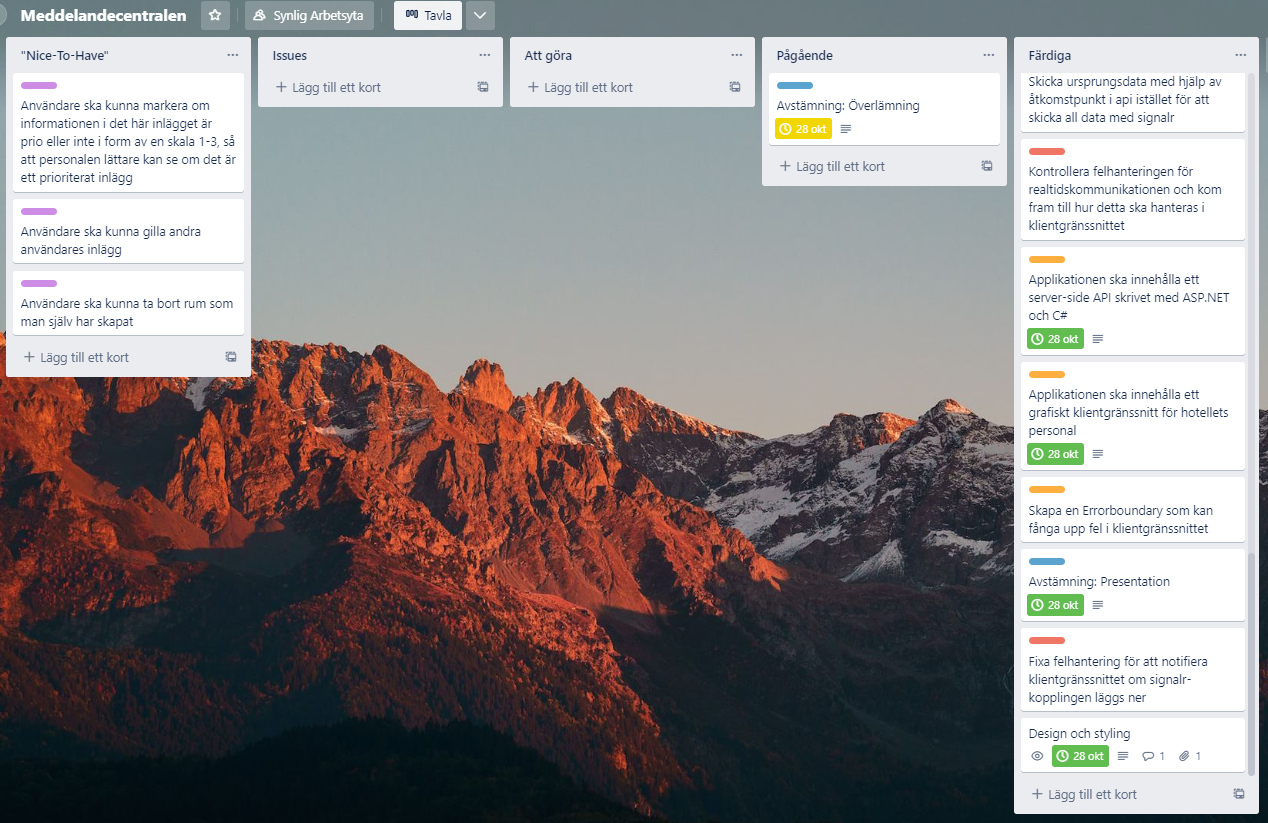 Meddelandecentralen
Synlig Arbetsyta
Tavla
"Nice-To-Have"
Användare ska kunna markera om
informationen i det här inlägget är
prio eller inte i form av en skala 1-3, så
att personalen lättare kan se om det är
ett prioriterat inlägg
Användare ska kunna gilla andra
användares inlägg
Användare ska kunna ta bort rum som
man själv har skapat
+ Lägg till ett kort
Issues
+ Lägg till ett kort
Att göra
+ Lägg till ett kort
Pågående
Avstämning: Överlämning
28 okt
+ Lägg till ett kort
Färdiga
Skicka ursprungsdata med hjälp av
åtkomstpunkt i api istället för att
skicka all data med signalr
Kontrollera felhanteringen för
realtidskommunikationen och kom
fram till hur detta ska hanteras i
klientgränssnittet
Applikationen ska innehålla ett
server-side API skrivet med ASP.NET
och C#
28 okt
Applikationen ska innehålla ett
grafiskt klientgränssnitt för hotellets
personal
28 okt
Skapa en Errorboundary som kan
fånga upp fel i klientgränssnittet
Avstämning: Presentation
28 okt
Fixa felhantering för att notifiera
klientgränssnittet om signalr-
kopplingen läggs ner
Design och styling
28 okt 1 1
+ Lägg till ett kort